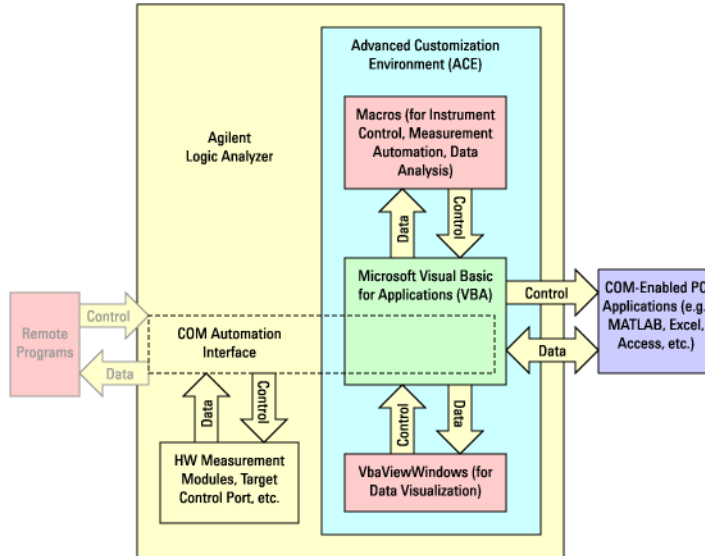 Advanced Customization
Environment (ACE)
Macros (for Instrument
Control, Measurement
Automation, Data
Analysis)
Agilent
Logic Analyzer
Data
Control
Microsoft Visual Basic
for Applications (VBA)
Control
COM-Enabled PC
Applications (e.g.
MATLAB, Excel,
Access, etc.)
Data
Remote
Programs
Control
Data
COM Automation
Interface
Data
Control
Control
Data
HW Measurement
Modules, Target
Control Port, etc.
VbaViewWindows (for
Data Visualization)